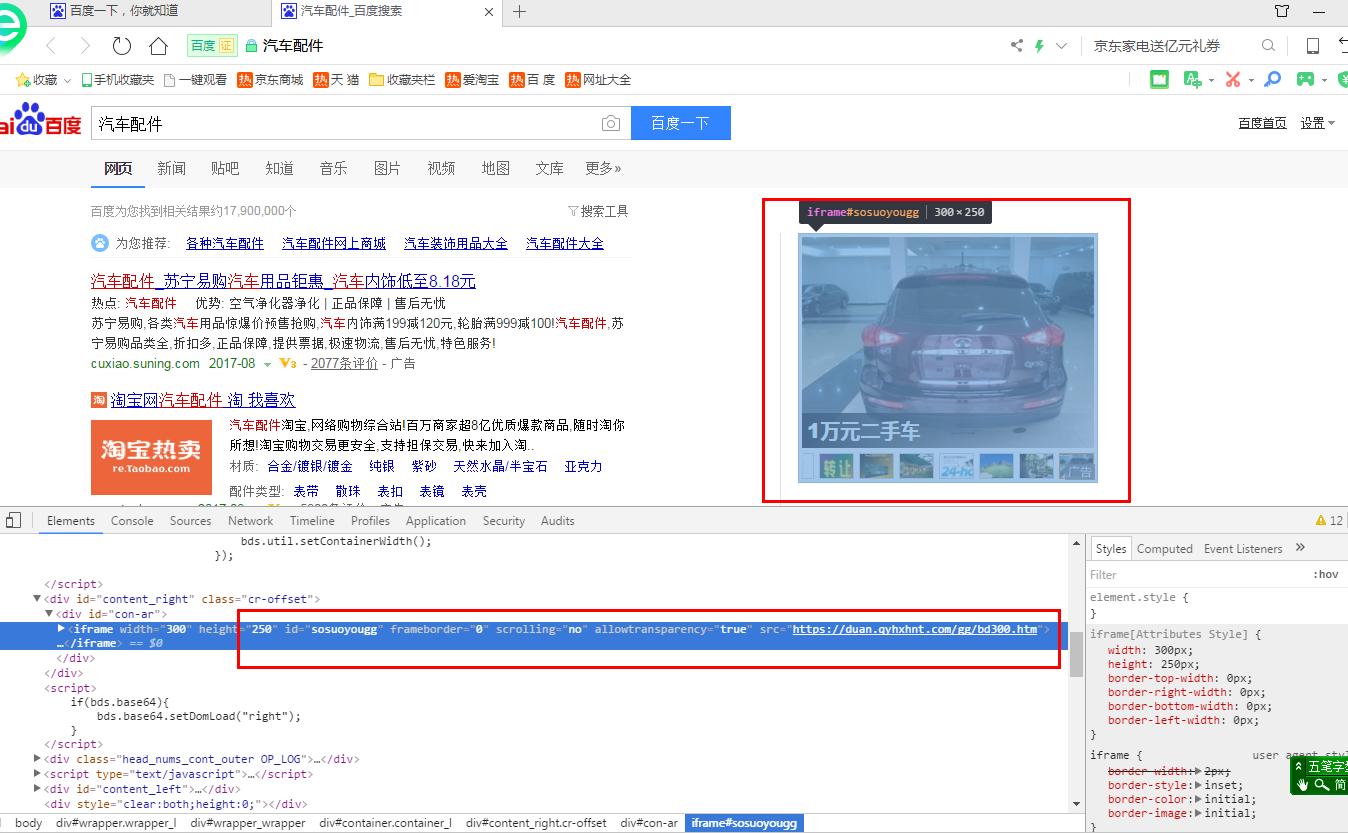 百度一下，你就知道
汽车配件_百度搜索
百度 证 汽车配件
京东家电送亿元礼券
收藏 手机收藏夹 一键观看 热 京东商城 热 天 猫 收藏夹栏 热 爱淘宝 热 百 度 热 网址大全
Bai du 百度
汽车配件
百度一下
百度首页 设置
网页 新闻 贴吧 知道 音乐 图片 视频 地图 文库 更多»
百度为您找到相关结果约17,900,000个
搜索工具
为您推荐: 各种汽车配件 汽车配件网上商城 汽车装饰用品大全 汽车配件大全
汽车配件_苏宁易购汽车用品钜惠_汽车内饰低至8.18元
热点: 汽车配件 优势: 空气净化器净化 | 正品保障 | 售后无忧
苏宁易购,各类汽车用品惊爆价预售抢购,汽车内饰满199减120元,轮胎满999减100!汽车配件,苏
宁易购品类全,折扣多,正品保障,提供票据,极速物流,售后无忧,特色服务!
cuxiao.suning.com 2017-08 V3 - 2077条评价 - 广告
淘 淘宝网汽车配件 淘 我喜欢
淘宝热卖
re.Taobao.com
汽车配件淘宝,网络购物综合站!百万商家超8亿优质爆款商品,随时淘你
所想!淘宝购物交易更安全,支持担保交易,快来加入淘..
材质: 合金/镀银/镀金 纯银 紫砂 天然水晶/半宝石 亚克力
配件类型: 表带 散珠 表扣 表镜 表壳
iframe#sosuoyougg | 300 × 250
1万元二手车
转让
24-hc
广告
Elements Console Sources Network Timeline Profiles Application Security Audits
12
bds.util.setContainerWidth();
});
</script>
<div id="content_right" class="cr-offset">
<div id="con-ar">
<iframe width="300" height="250" id="sosuoyougg" frameborder="0" scrolling="no" allowtransparency="true" src="https://duan.qyhxhnt.com/gg/bd300.htm">
…</iframe> == $0
</div>
</div>
<script>
if(bds.base64){
bds.base64.setDomLoad("right");
}
</script>
<div class="head_nums_cont_outer OP_LOG">…</div>
<script type="text/javascript">…</script>
<div id="content_left">…</div>
<div style="clear:both;height:0;"></div>
body div#wrapper.wrapper_l div#wrapper_wrapper div#container.container_l div#content_right.cr-offset div#con-ar iframe#sosuoyougg
Styles Computed Event Listeners »
Filter :hov
element.style {
}
iframe[Attributes Style] {
width: 300px;
height: 250px;
border-top-width: 0px;
border-right-width: 0px;
border-bottom-width: 0px;
border-left-width: 0px;
}
iframe { user agent
border-width: 2px;
border-style: inset;
border-color: initial;
border-image: initial;
}
五笔字
简